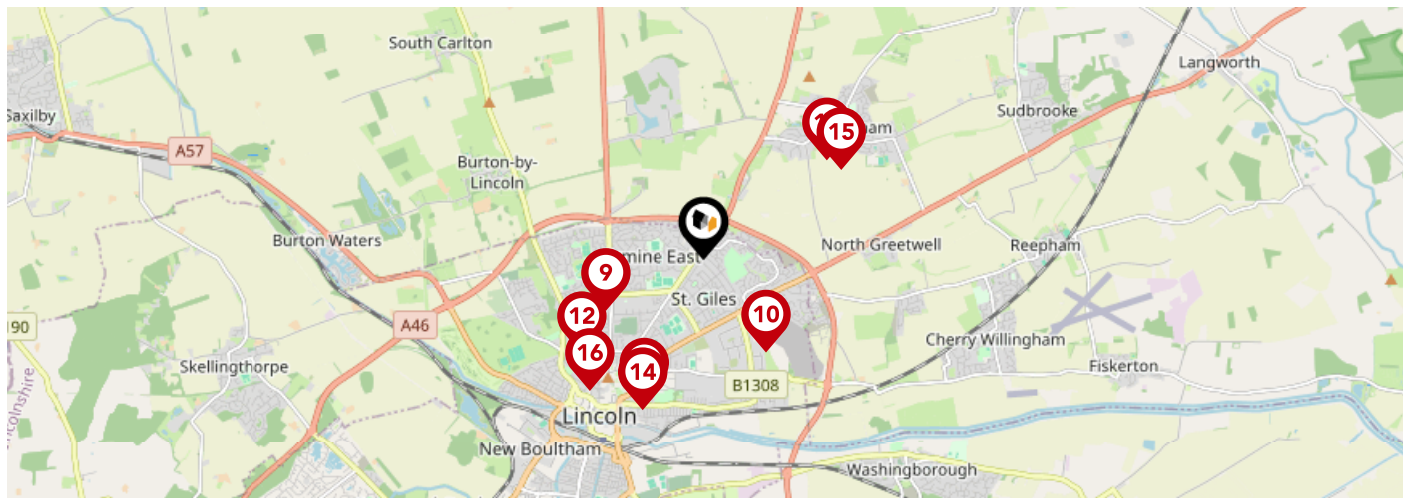 South Carlton
Langworth
Saxilby
Sudbrooke
15
A57
Burton-by-
Lincoln
Burton Waters
North Greetwell
Reepham
9
St. Giles
12
10
190
A46
16
Cherry Willingham
Skellingthorpe
14
B1308
Fiskerton
Lincoln
New Boultham
Washingborough